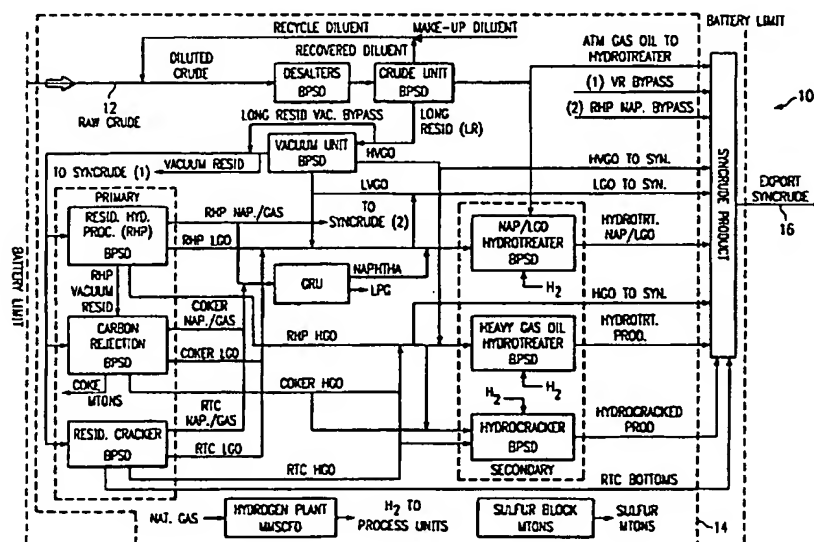 BATTERY LIMIT
RECYCLE DILUENT
MAKE-UP DILUENT
RECOVERED DILUENT
DILUTED
CRUDE
12
RAW CRUDE
DESALTERS
BPSD
CRUDE UNIT
BPSD
ATM GAS OIL TO
HYDROTREATER
(1) VR BYPASS
(2) RHP NAP. BYPASS
10
LONG RESID VAC. BYPASS
LONG
RESID (LR)
VACUUM UNIT
BPSD
HVGO
HVGO TO SYN.
TO SYNCRUDE (1)
VACUUM RESID
LVGO
LGO TO SYN.
SYNCRUDE PRODUCT
EXPORT
SYNCRUDE
16
PRIMARY
RESID. HYD.
PROC. (RHP)
BPSD
RHP NAP./GAS
TO
SYNCRUDE (2)
RHP LGO
NAP/LGO
HYDROTREATER
BPSD
HYDROTRT.
NAP/LGO
H2
BATTERY LIMIT
RHP
VACUUM
RESID
GRU
NAPHTHA
LPG
HGO TO SYN.
COKER
NAP./GAS
CARBON
REJECTION
BPSD
COKER LGO
RHP HGO
HEAVY GAS OIL
HYDROTREATER
BPSD
HYDROTRT.
PROD.
COKE
MTONS
COKER HGO
H2
H2
RTC
NAP./GAS
HYDROCRACKER
BPSD
HYDROCRACKED
PROD
RESID. CRACKER
BPSD
RTC LGO
RTC HGO
SECONDARY
RTC BOTTOMS
NAT. GAS
HYDROGEN PLANT
MMSCFD
H2 TO
PROCESS UNITS
SULFUR BLOCK
MTONS
SULFUR
MTONS
14